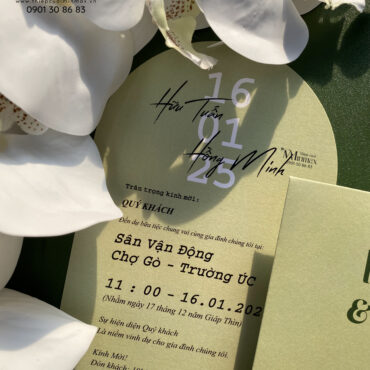 0901 30 86 83
16
01
25
Hữu Tuấn
Hồng Minh
Trân trọng kính mời:
QUÝ KHÁCH
Đến dự bữa tiệc chung vui cùng gia đình chúng tôi tại:
Sân Vận Động
Chợ Gò - Trường ÚC
11 : 00 - 16.01.202
(Nhằm ngày 17 tháng 12 năm Giáp Thìn)
Sự hiện diện Quý khách
Là niềm vinh dự cho gia đình chúng tôi.
Kính Mời!
Đón khách:
&